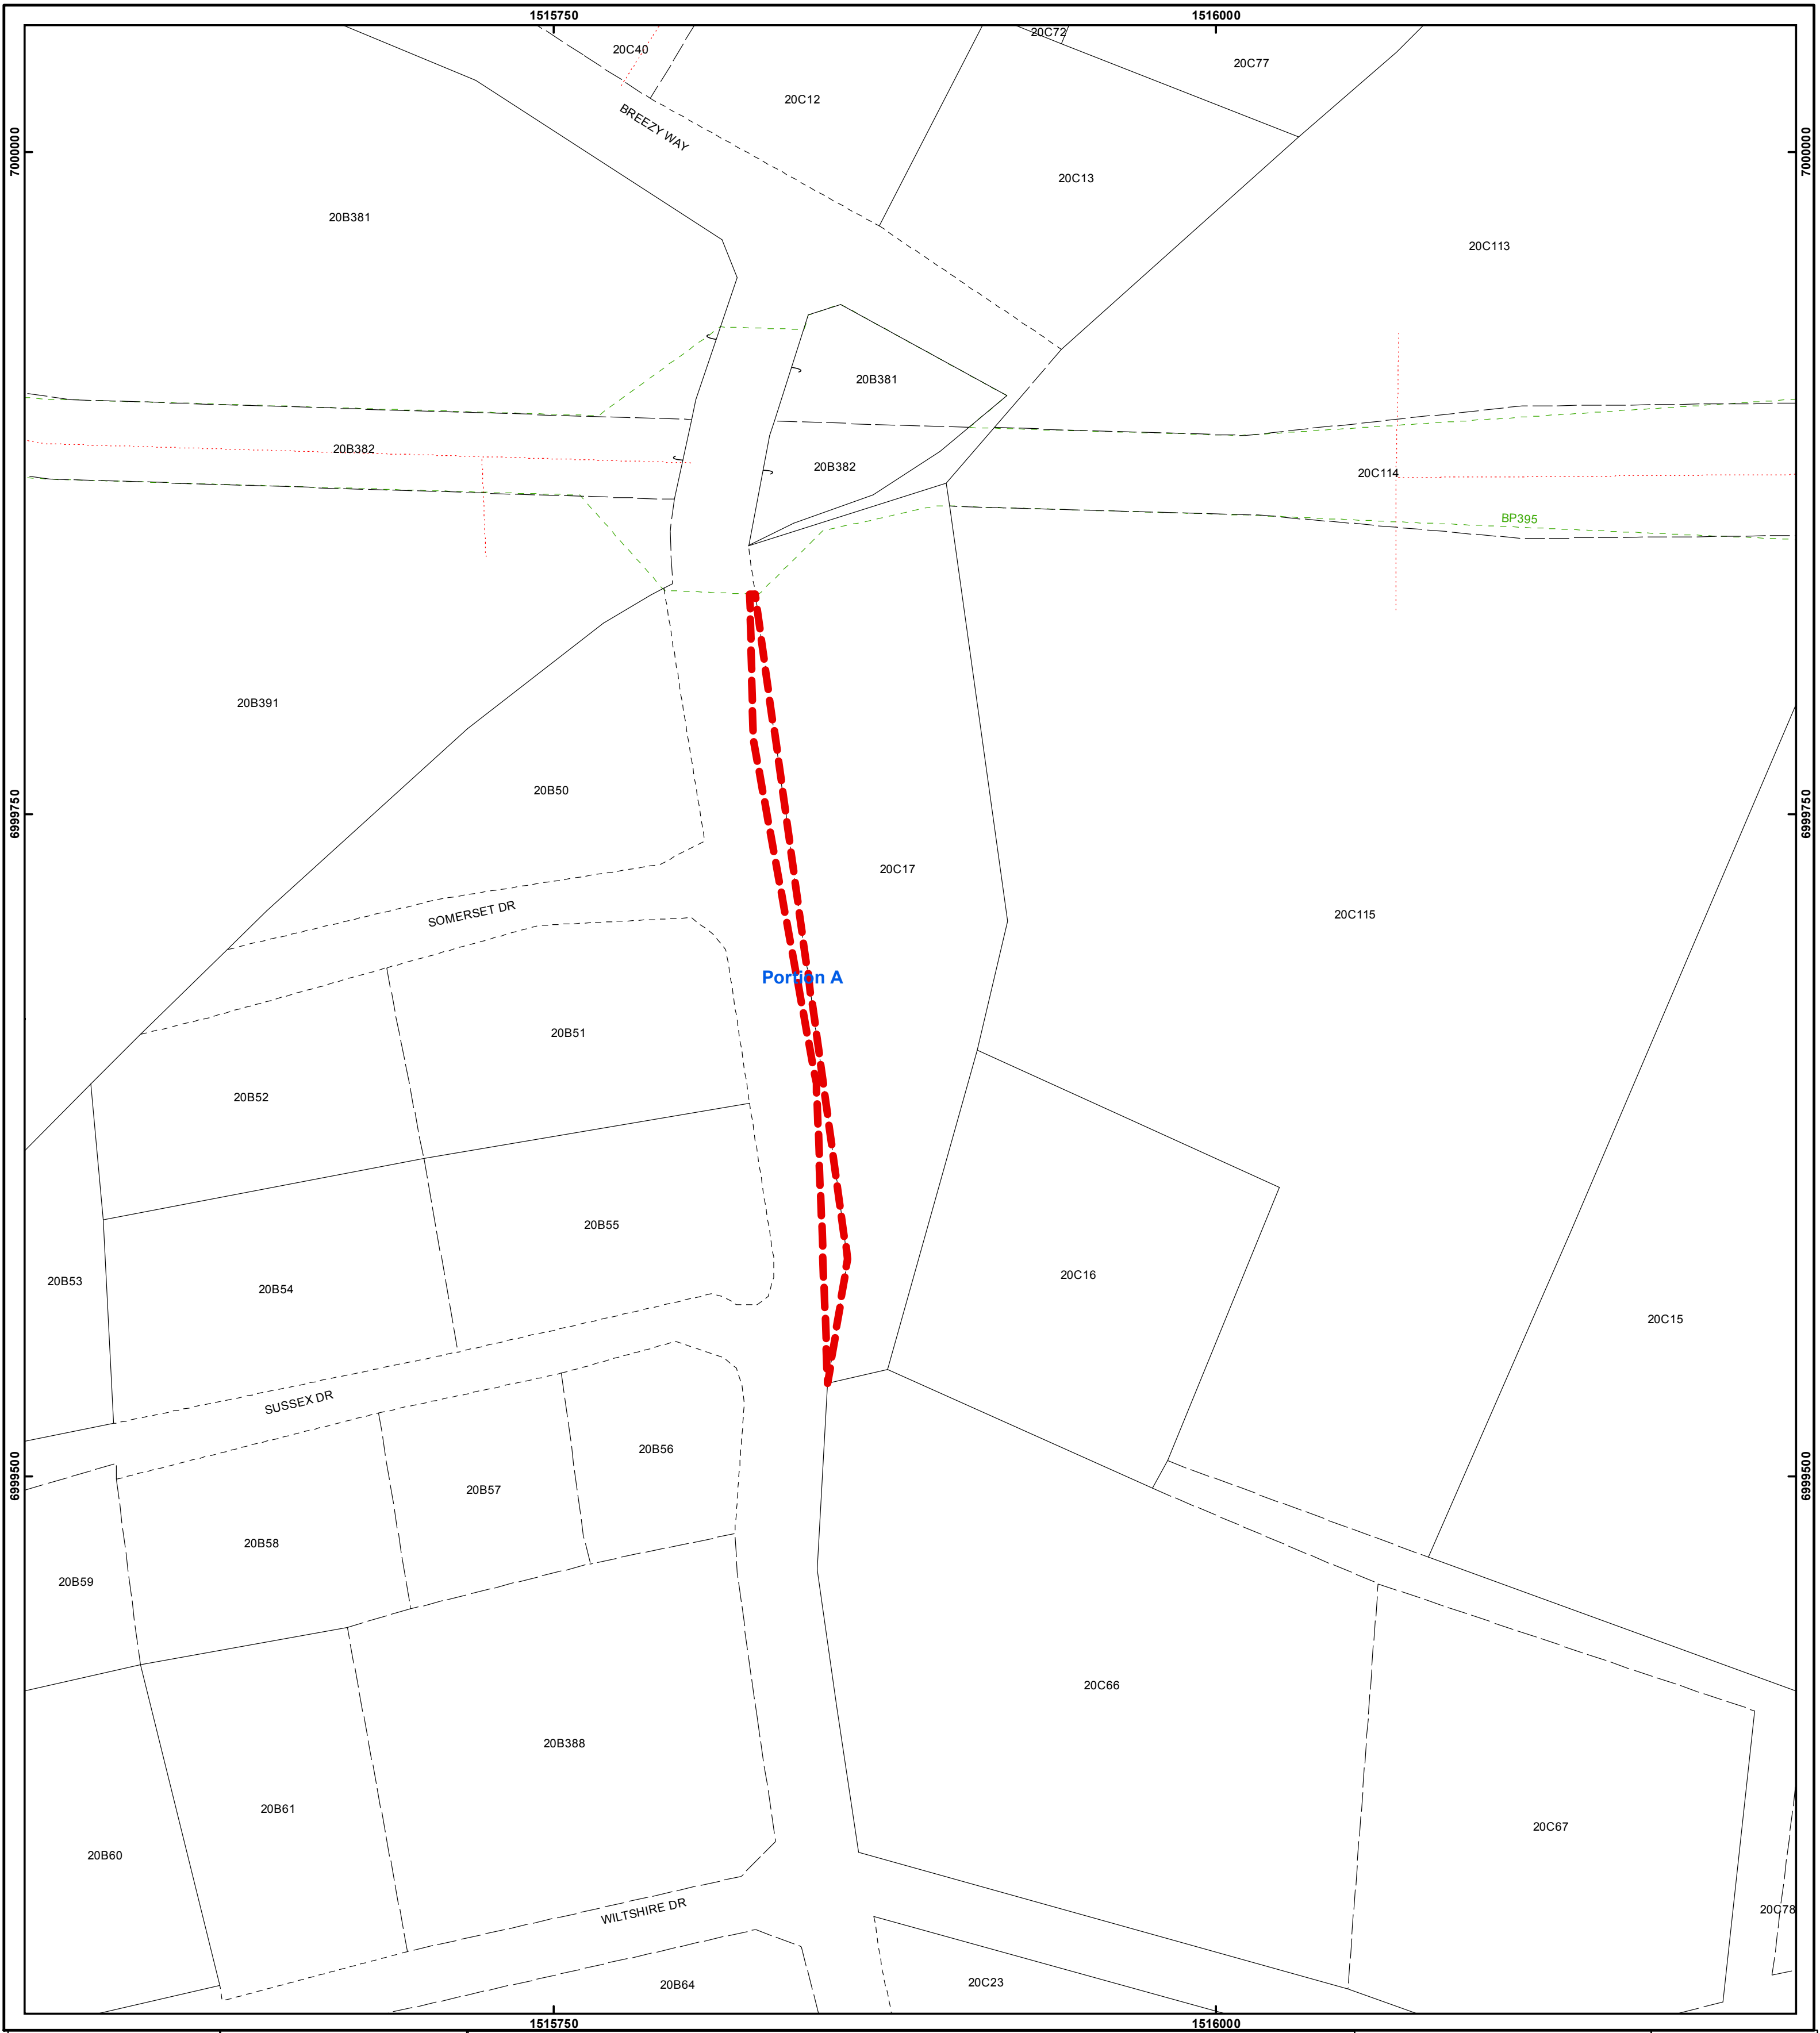 1515750
1516000
20C72
20C40
20C77
20C12
BREEZY WAY
7000000
7000000
20C13
20B381
20C113
20B381
20B382
20B382
20C114
BP395
20B391
20B50
6999750
6999750
20C17
SOMERSET DR
20C115
Portion A
20B51
20B52
20B55
20C16
20B53
20B54
20C15
SUSSEX DR
20B56
6999500
6999500
20B57
20B58
20B59
20C66
20B388
20B61
20C67
20B60
20C78
WILTSHIRE DR
20B64
20C23
1515750
1516000